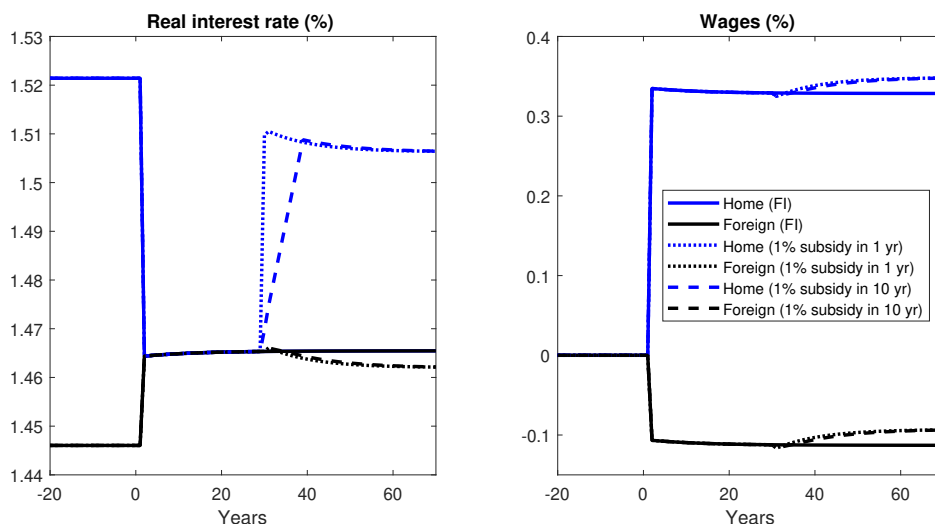 Real interest rate (%)
1.53
1.52
1.51
1.5
1.49
1.48
1.47
1.46
1.45
1.44
-20
0
20
40
60
Years
Wages (%)
0.4
0.3
0.2
0.1
0
-0.1
-20
0
20
40
60
Years
Home (FI)
Foreign (FI)
Home (1% subsidy in 1 yr)
Foreign (1% subsidy in 1 yr)
Home (1% subsidy in 10 yr)
Foreign (1% subsidy in 10 yr)